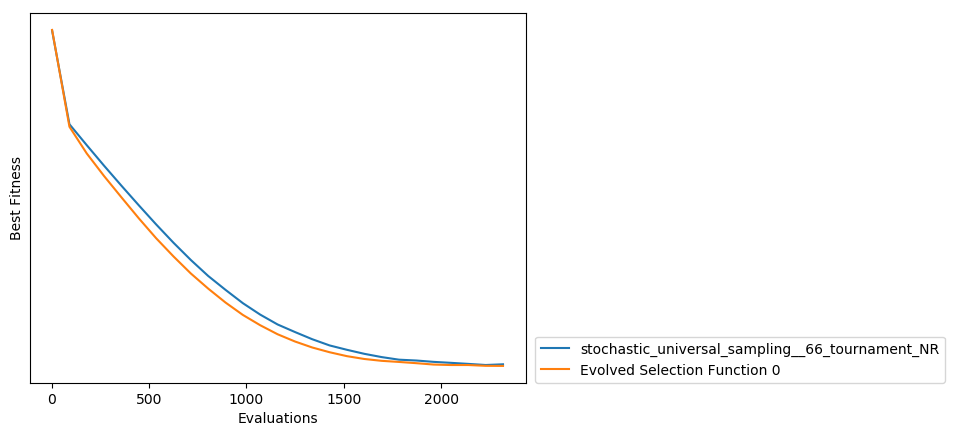 Best Fitness
0
500
1000
1500
2000
Evaluations
stochastic_universal_sampling__66_tournament_NR
Evolved Selection Function 0